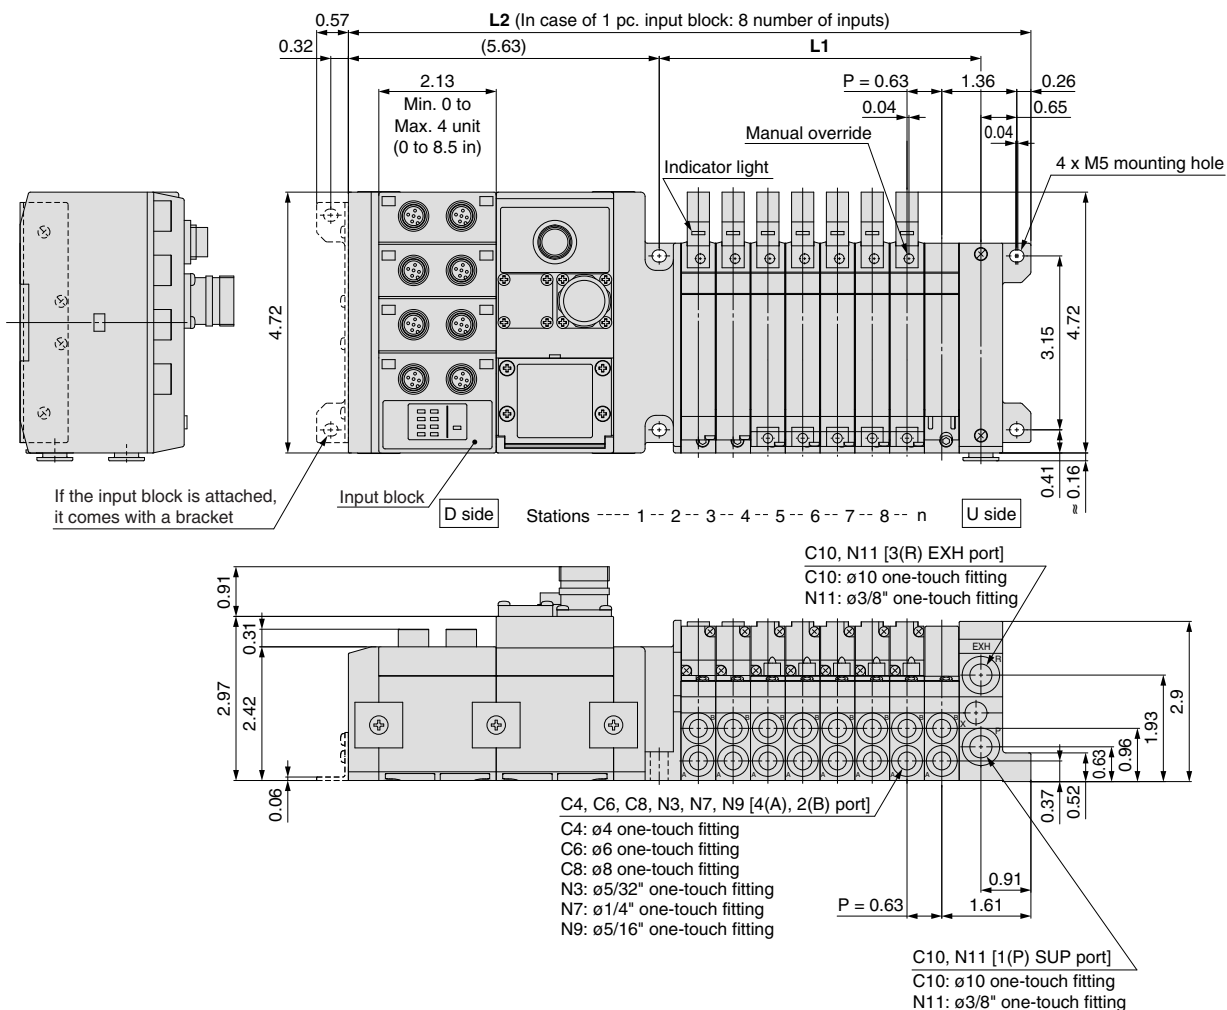 0.57
L2 (In case of 1 pc. input block: 8 number of inputs)
0.32
(5.63)
L1
2.13
Min. 0 to
Max. 4 unit
(0 to 8.5 in)
P = 0.63
1.36
0.26
0.04
0.65
0.04
Manual override
Indicator light
4 x M5 mounting hole
4.72
3.15
4.72
0.41
≈ 0.16
If the input block is attached,
it comes with a bracket
Input block
D side
Stations ---- 1 -- 2 -- 3 -- 4 -- 5 -- 6 -- 7 -- 8 -- n
U side
C10, N11 [3(R) EXH port]
C10: ø10 one-touch fitting
N11: ø3/8" one-touch fitting
0.91
0.31
2.97
2.42
0.06
EXH
R
B B B B B B B B
X
P
A A A A A A A A
2.9
1.93
0.96
0.63
0.52
0.37
C4, C6, C8, N3, N7, N9 [4(A), 2(B) port]
C4: ø4 one-touch fitting
C6: ø6 one-touch fitting
C8: ø8 one-touch fitting
N3: ø5/32" one-touch fitting
N7: ø1/4" one-touch fitting
N9: ø5/16" one-touch fitting
0.91
P = 0.63
1.61
C10, N11 [1(P) SUP port]
C10: ø10 one-touch fitting
N11: ø3/8" one-touch fitting